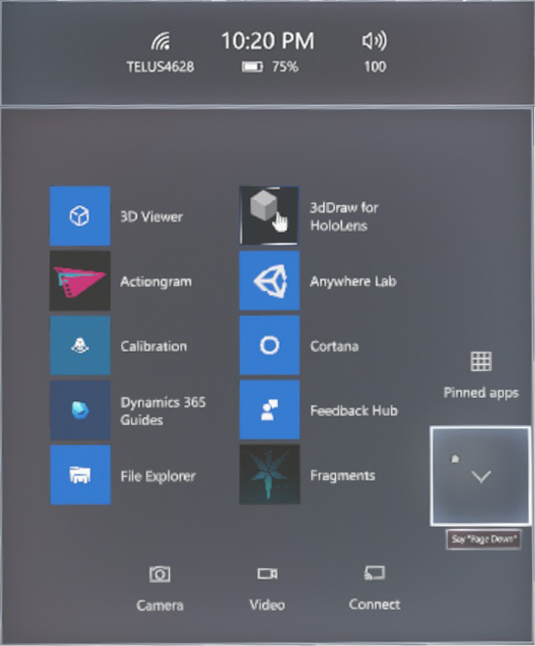 10:20 PM
TELUS4628
75%
100
3D Viewer
3dDraw for
HoloLens
Actiongram
Anywhere Lab
Calibration
Cortana
Dynamics 365
Guides
Feedback Hub
File Explorer
Fragments
Pinned apps
Say "Page Down"
Camera
Video
Connect